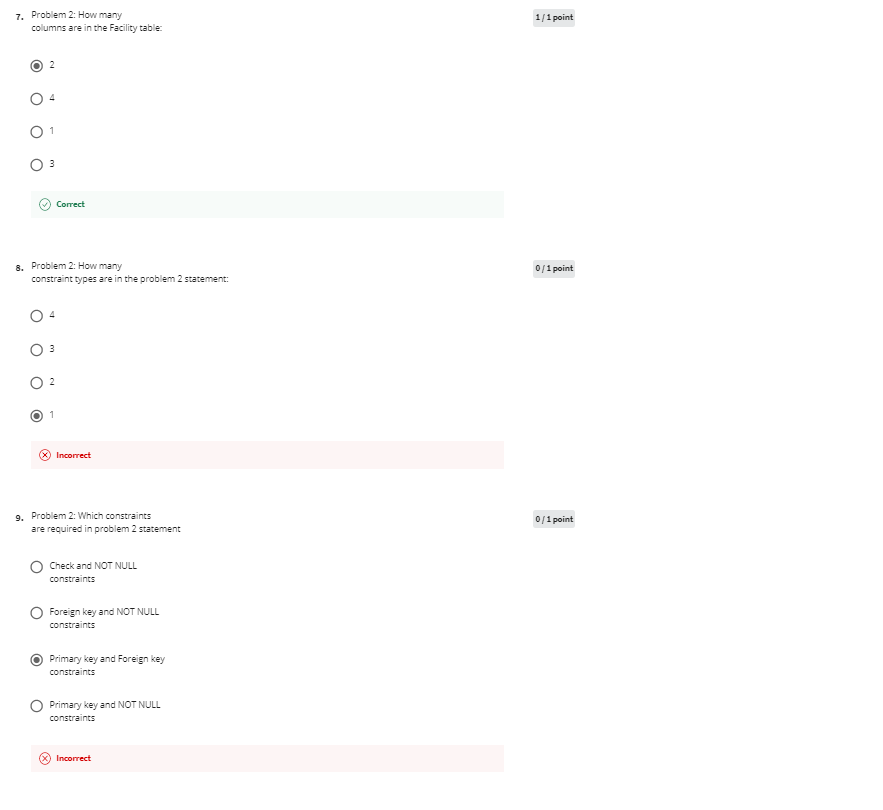 7. Problem 2: How many 1 / 1 point
columns are in the Facility table:
2
4
1
3
Correct
8. Problem 2: How many 0 / 1 point
constraint types are in the problem 2 statement:
4
3
2
1
Incorrect
9. Problem 2: Which constraints 0 / 1 point
are required in problem 2 statement
Check and NOT NULL
constraints
Foreign key and NOT NULL
constraints
Primary key and Foreign key
constraints
Primary key and NOT NULL
constraints
Incorrect